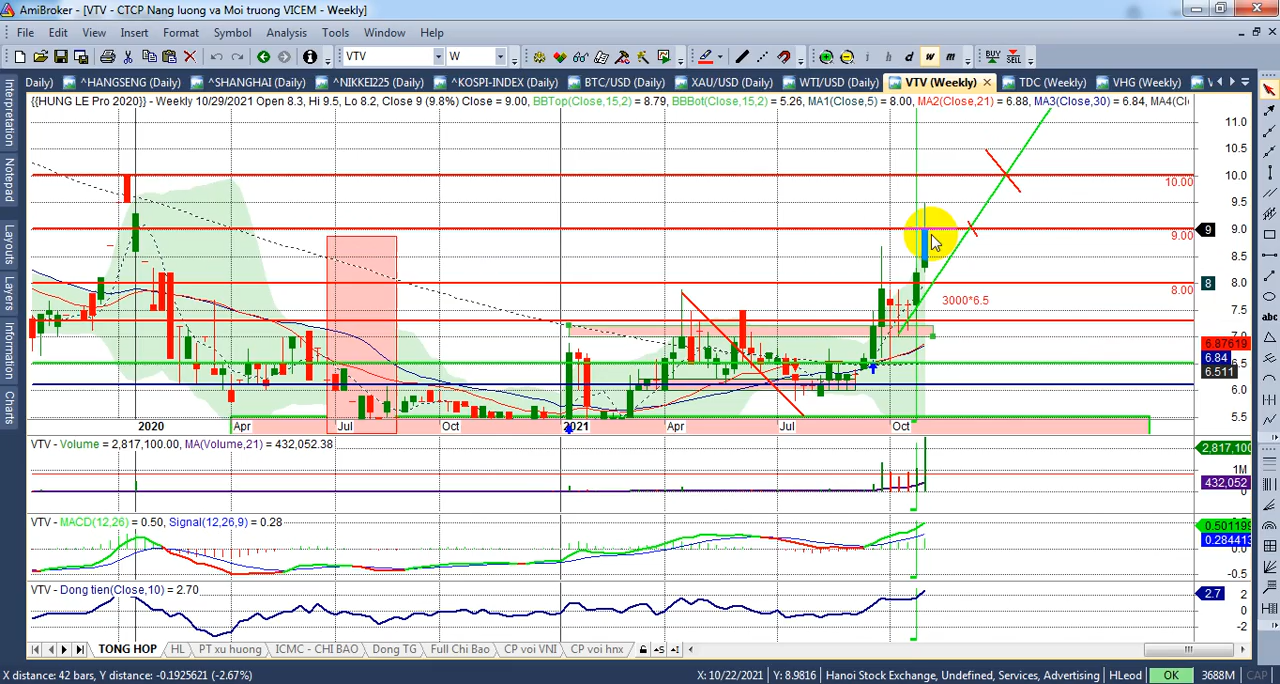 AmiBroker - [VTV - CTCP Nang luong va Moi truong VICEM - Weekly]
File Edit View Insert Format Symbol Analysis Tools Window Help
VTV W i h d w m BUY SELL
Daily) ^HANGSENG (Daily) ^SHANGHAI (Daily) ^NIKKEI225 (Daily) ^KOSPI-INDEX (Daily) BTC/USD (Daily) XAU/USD (Daily) WTI/USD (Daily) VTV (Weekly) TDC (Weekly) VHG (Weekly)
{{HUNG LE Pro 2020}} - Weekly 10/29/2021 Open 8.3, Hi 9.5, Lo 8.2, Close 9 (9.8%) Close = 9.00, BBTop(Close,15,2) = 8.79, BBBot(Close,15,2) = 5.26, MA1(Close,5) = 8.00, MA2(Close,21) = 6.88, MA3(Close,30) = 6.84, MA4(Cl
Interpretation
Notepad
Layouts
Layers
Information
Charts
11.0
10.5
10.00 10.0
9.5
9.00 9.0 9
8.5
8.00 8.0 8
3000*6.5
7.5
7.0
6.87619
6.84
6.5
6.511
6.0
5.5
2020 Apr Jul Oct 2021 Apr Jul Oct
abc
VTV - Volume = 2,817,100.00, MA(Volume,21) = 432,052.38
2,817,100
1M
432,052
0
VTV - MACD(12,26) = 0.50, Signal(12,26,9) = 0.28
0.501199
0.284413
0.0
-0.5
VTV - Dong tien(Close,10) = 2.70
2.7
2
0
-2
TONG HOP HL PT xu huong ICMC - CHI BAO Dong TG Full Chi Bao CP voi VNI CP voi hnx
X distance: 42 bars, Y distance: -0.1925621 (-2.67%) X: 10/22/2021 Y: 8.9816 Hanoi Stock Exchange, Undefined, Services, Advertising HLeod OK 3688M CAP